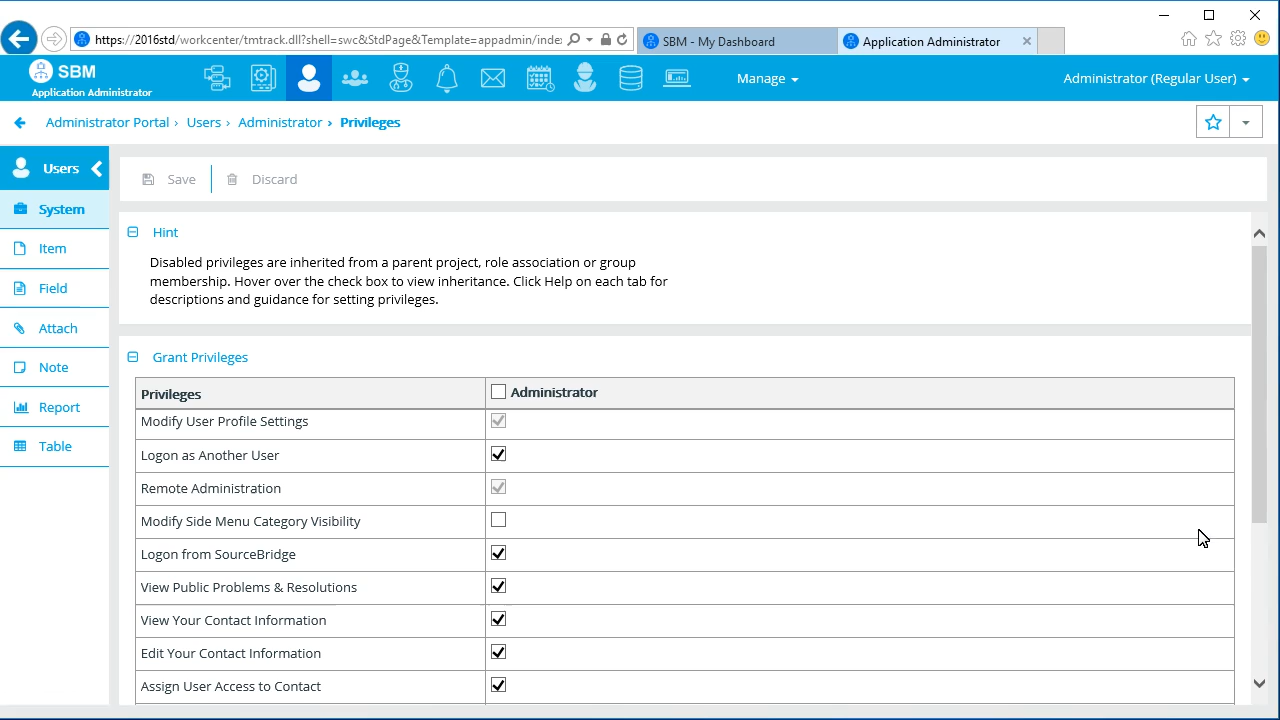 https://2016std/workcenter/tmtrack.dll?shell=swc&StdPage&Template=appadmin/inde
SBM - My Dashboard
Application Administrator
SBM
Application Administrator
Manage
Administrator (Regular User)
Administrator Portal › Users › Administrator › Privileges
Users
System
Item
Field
Attach
Note
Report
Table
Save
Discard
Hint
Disabled privileges are inherited from a parent project, role association or group
membership. Hover over the check box to view inheritance. Click Help on each tab for
descriptions and guidance for setting privileges.
Grant Privileges
Privileges
Administrator
Modify User Profile Settings
Logon as Another User
Remote Administration
Modify Side Menu Category Visibility
Logon from SourceBridge
View Public Problems & Resolutions
View Your Contact Information
Edit Your Contact Information
Assign User Access to Contact